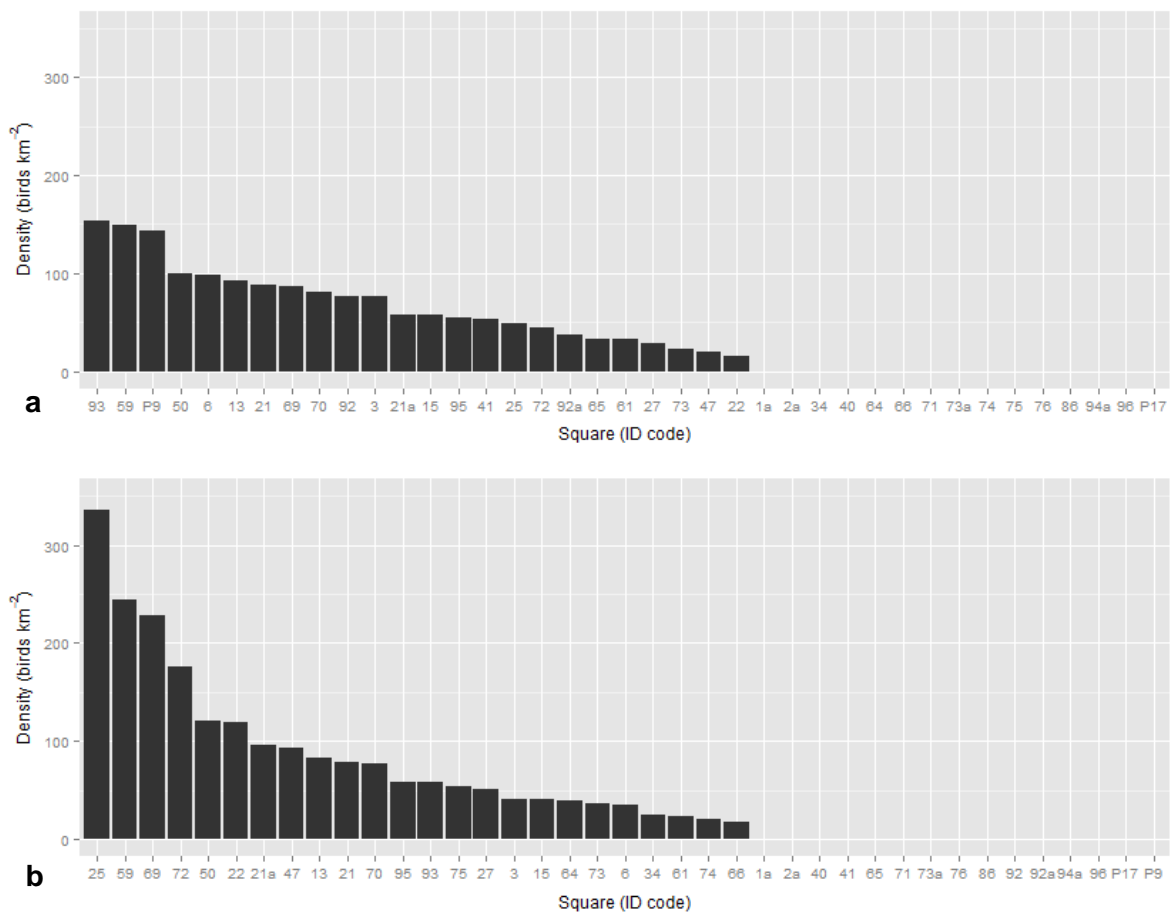 300
200
100
0
Density (birds km⁻²)
a
93 59 P9 50 6 13 21 69 70 92 3 21a 15 95 41 25 72 92a 65 61 27 73 47 22 1a 2a 34 40 64 66 71 73a 74 75 76 86 94a 96 P17
Square (ID code)
300
200
100
0
Density (birds km⁻²)
b
25 59 69 72 50 22 21a 47 13 21 70 95 93 75 27 3 15 64 73 6 34 61 74 66 1a 2a 40 41 65 71 73a 76 86 92 92a 94a 96 P17 P9
Square (ID code)